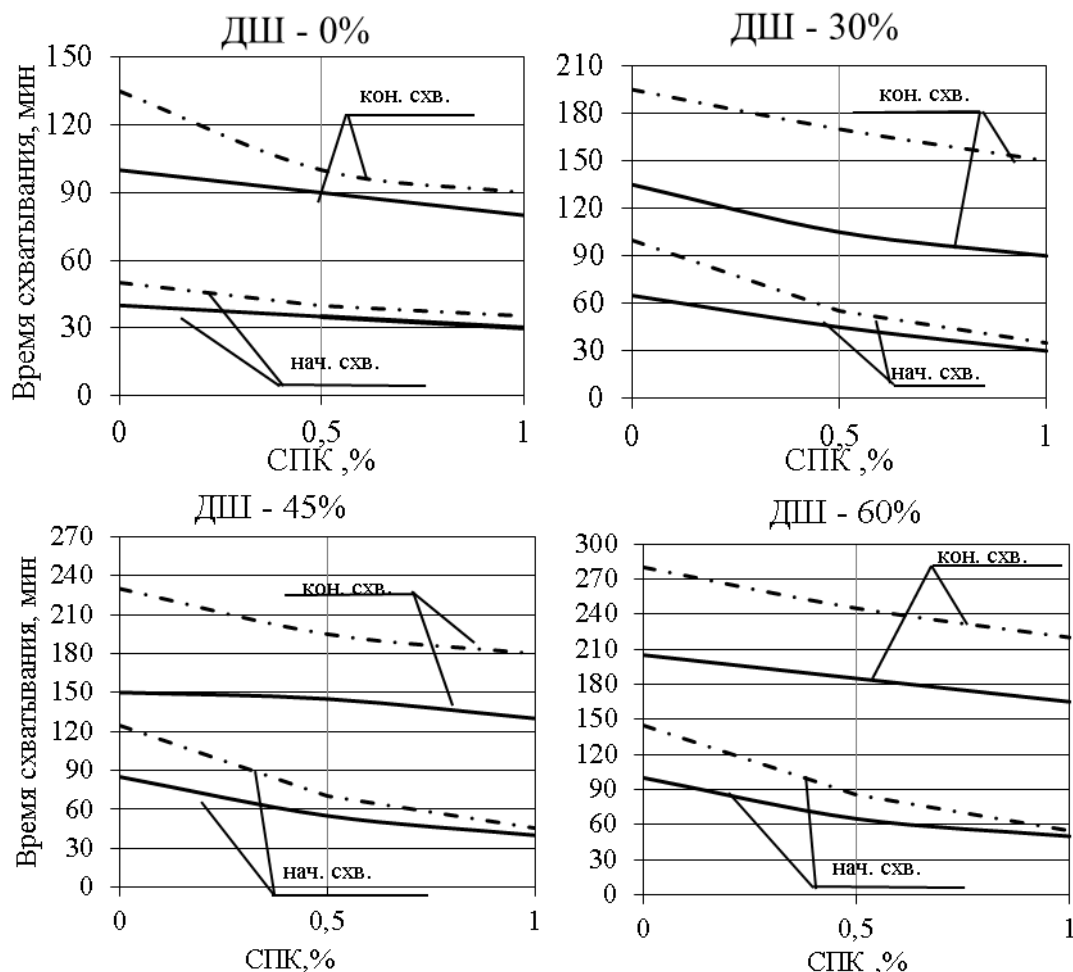 ДШ - 0%
Время схватывания, мин
150
120
90
60
30
0
кон. схв.
нач. схв.
0
0,5
1
СПК ,%
ДШ - 30%
210
180
150
120
90
60
30
0
кон. схв.
нач. схв.
0
0,5
1
СПК ,%
ДШ - 45%
Время схватывания, мин
270
240
210
180
150
120
90
60
30
0
кон. схв.
нач. схв.
0
0,5
1
СПК,%
ДШ - 60%
300
270
240
210
180
150
120
90
60
30
0
кон. схв.
нач. схв.
0
0,5
1
СПК ,%